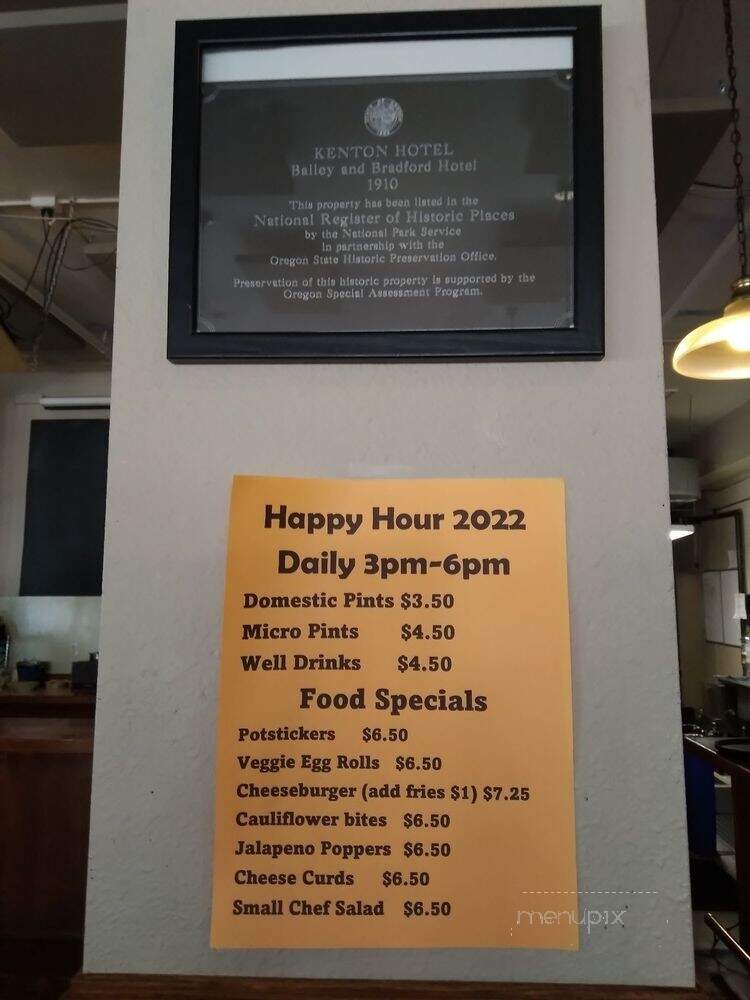 KENTON HOTEL
Bailey and Bradford Hotel
1910
This property has been listed in the
National Register of Historic Places
by the National Park Service
in partnership with the
Oregon State Historic Preservation Office.
Preservation of this historic property is supported by the
Oregon Special Assessment Program.
Happy Hour 2022
Daily 3pm-6pm
Domestic Pints $3.50
Micro Pints $4.50
Well Drinks $4.50
Food Specials
Potstickers $6.50
Veggie Egg Rolls $6.50
Cheeseburger (add fries $1) $7.25
Cauliflower bites $6.50
Jalapeno Poppers $6.50
Cheese Curds $6.50
Small Chef Salad $6.50
menupix